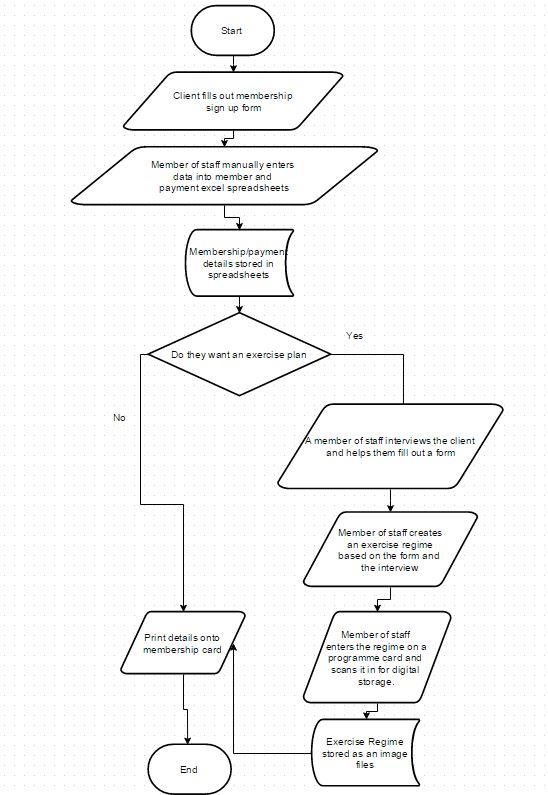 Start
Client fills out membership
sign up form
Member of staff manually enters
data into member and
payment excel spreadsheets
Membership/payment
details stored in
spreadsheets
Do they want an exercise plan
Yes
No
A member of staff interviews the client
and helps them fill out a form
Member of staff creates
an exercise regime
based on the form and
the interview
Member of staff
enters the regime on a
programme card and
scans it in for digital
storage.
Print details onto
membership card
Exercise Regime
stored as an image
files
End